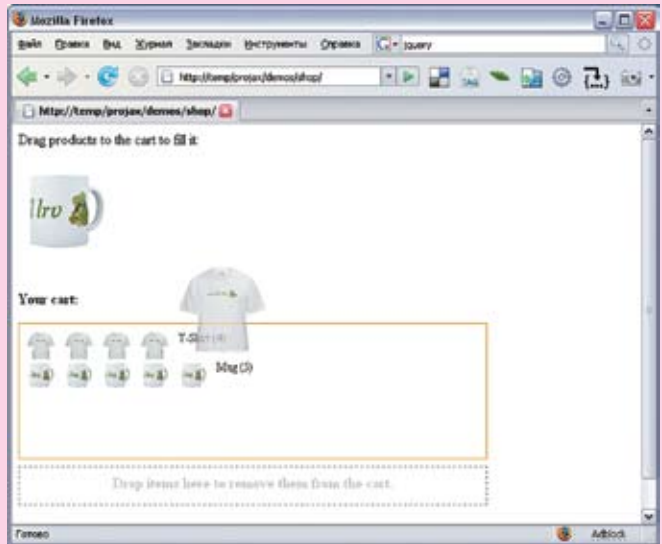 Mozilla Firefox
Файл Правка Вид Журнал Закладки Инструменты Справка jquery
http://temp/projax/demos/shop/
http://temp/projax/demos/shop/
Drag products to the cart to fill it:
Your cart:
T-Shirt (4)
Mug (5)
Drop items here to remove them from the cart.
Готово Adblock